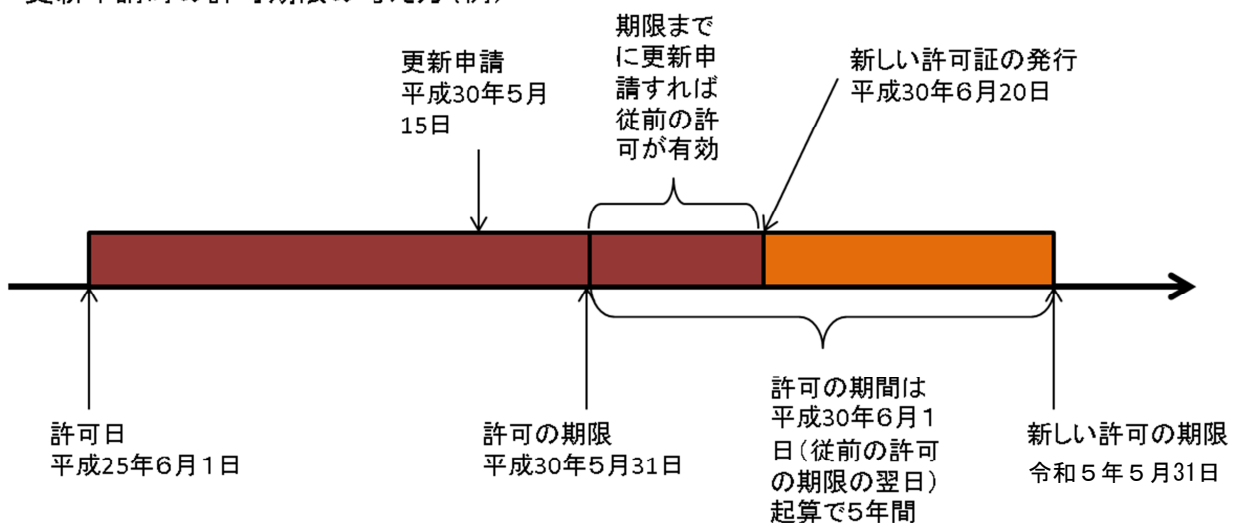 更新申請
平成30年5月
15日
期限まで
に更新申
請すれば
従前の許
可が有効
新しい許可証の発行
平成30年6月20日
許可日
平成25年6月1日
許可の期限
平成30年5月31日
許可の期間は
平成30年6月1
日(従前の許可
の期限の翌日)
起算で5年間
新しい許可の期限
令和5年5月31日